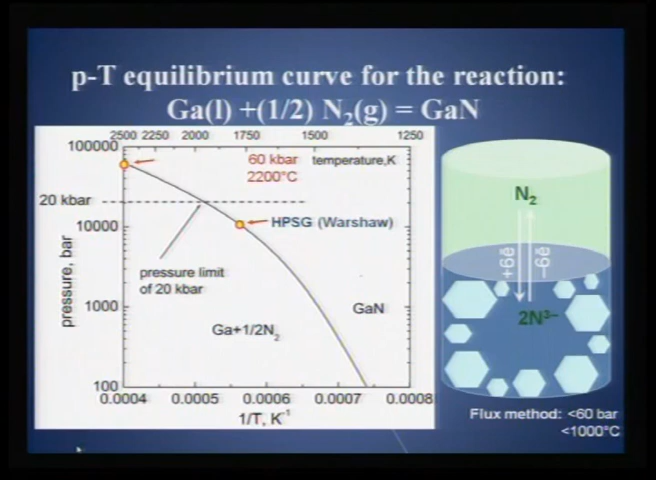 p-T equilibrium curve for the reaction:
Ga(l) +(1/2) N₂(g) = GaN
2500 2250 2000 1750 1500 1250
100000
60 kbar temperature,K
2200°C
20 kbar
10000
HPSG (Warshaw)
pressure, bar
pressure limit
of 20 kbar
1000
GaN
Ga+1/2N₂
100
0.0004 0.0005 0.0006 0.0007 0.0008
1/T, K⁻¹
N₂
+6ē
−6ē
2N³⁻
Flux method: <60 bar
<1000°C